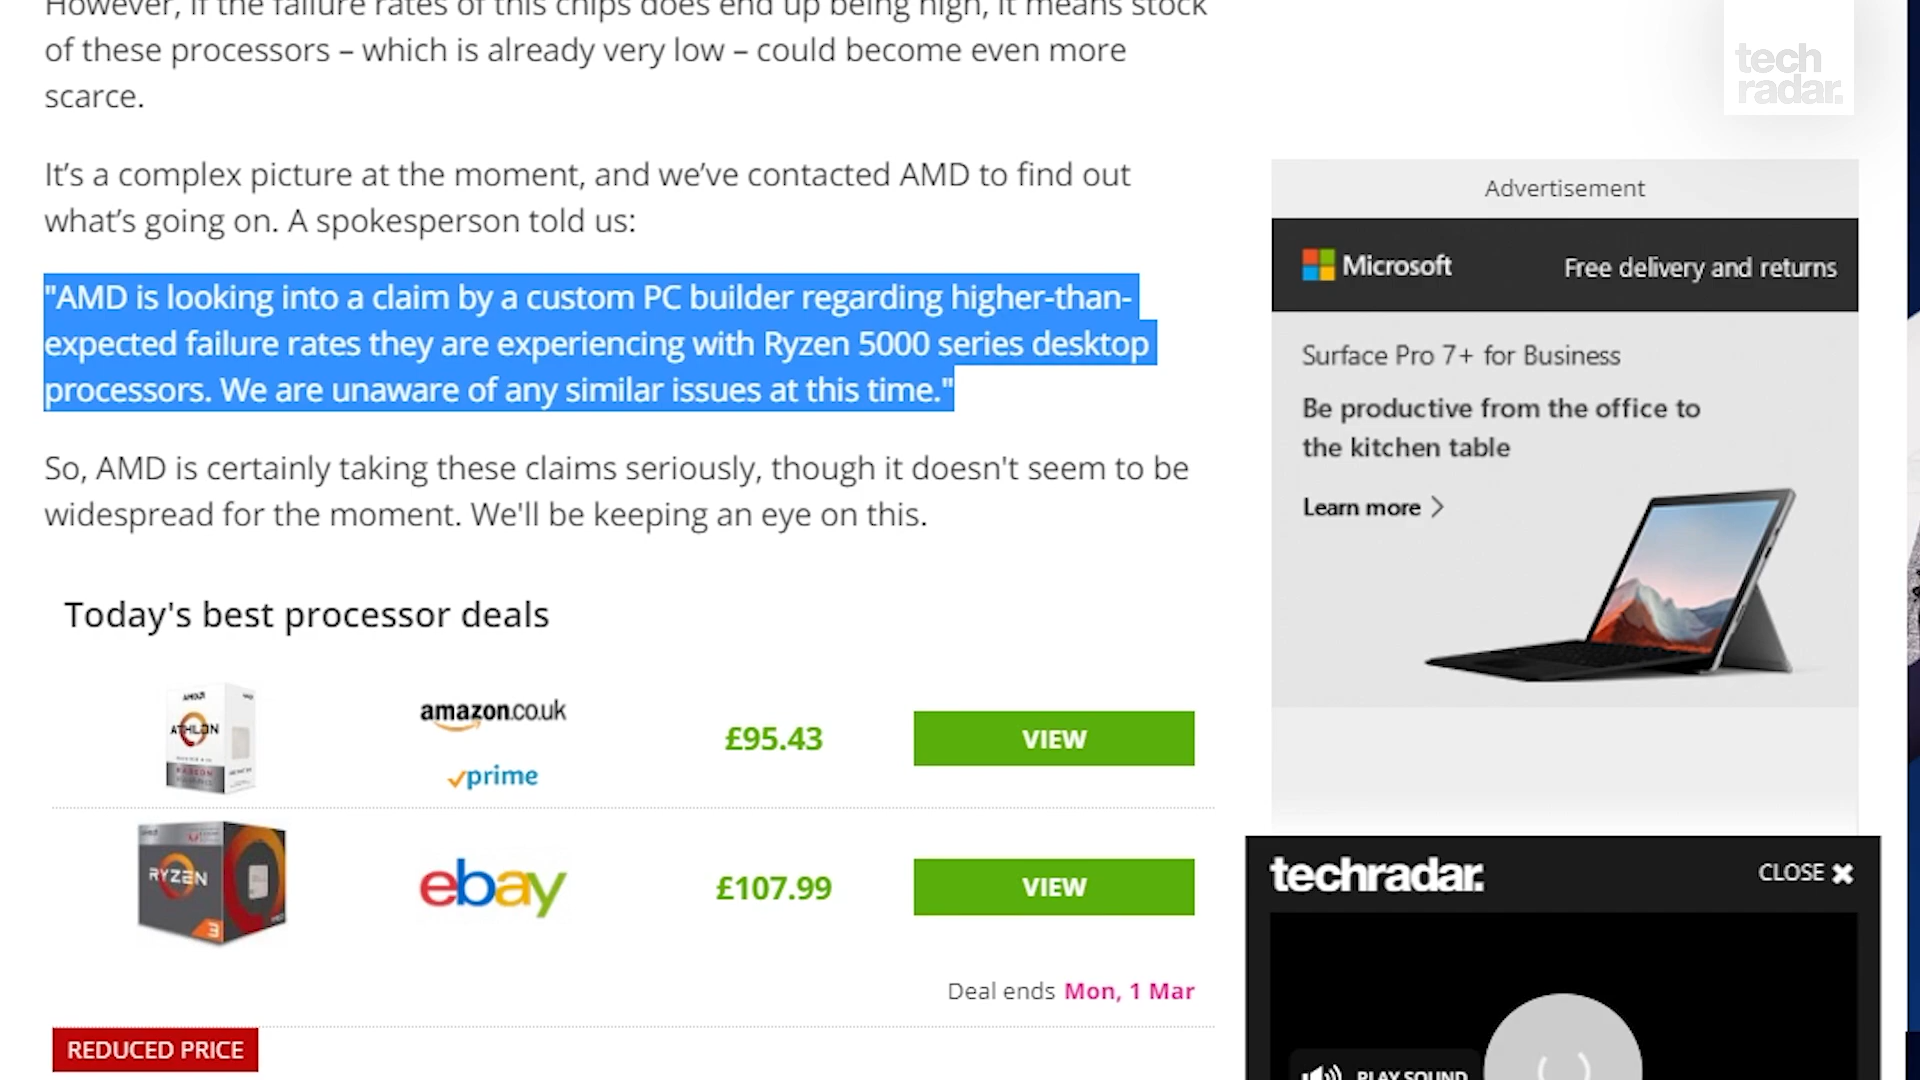 However, if the failure rates of this chips does end up being high, it means stock
of these processors – which is already very low – could become even more
scarce.
It’s a complex picture at the moment, and we’ve contacted AMD to find out
what’s going on. A spokesperson told us:
"AMD is looking into a claim by a custom PC builder regarding higher-than-
expected failure rates they are experiencing with Ryzen 5000 series desktop
processors. We are unaware of any similar issues at this time."
So, AMD is certainly taking these claims seriously, though it doesn't seem to be
widespread for the moment. We'll be keeping an eye on this.
Today's best processor deals
AMD
ATHLON
RADEON
amazon.co.uk
prime
£95.43
VIEW
RYZEN
3
ebay
£107.99
VIEW
Deal ends Mon, 1 Mar
REDUCED PRICE
tech
radar.
Advertisement
Microsoft
Free delivery and returns
Surface Pro 7+ for Business
Be productive from the office to
the kitchen table
Learn more
techradar.
CLOSE
PLAY SOUND